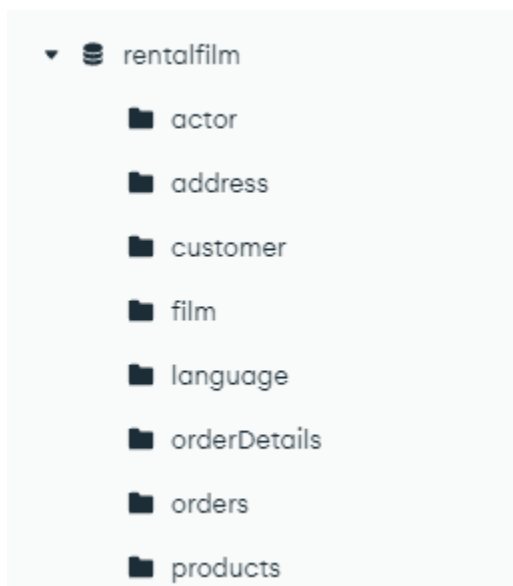 rentalfilm
actor
address
customer
film
language
orderDetails
orders
products